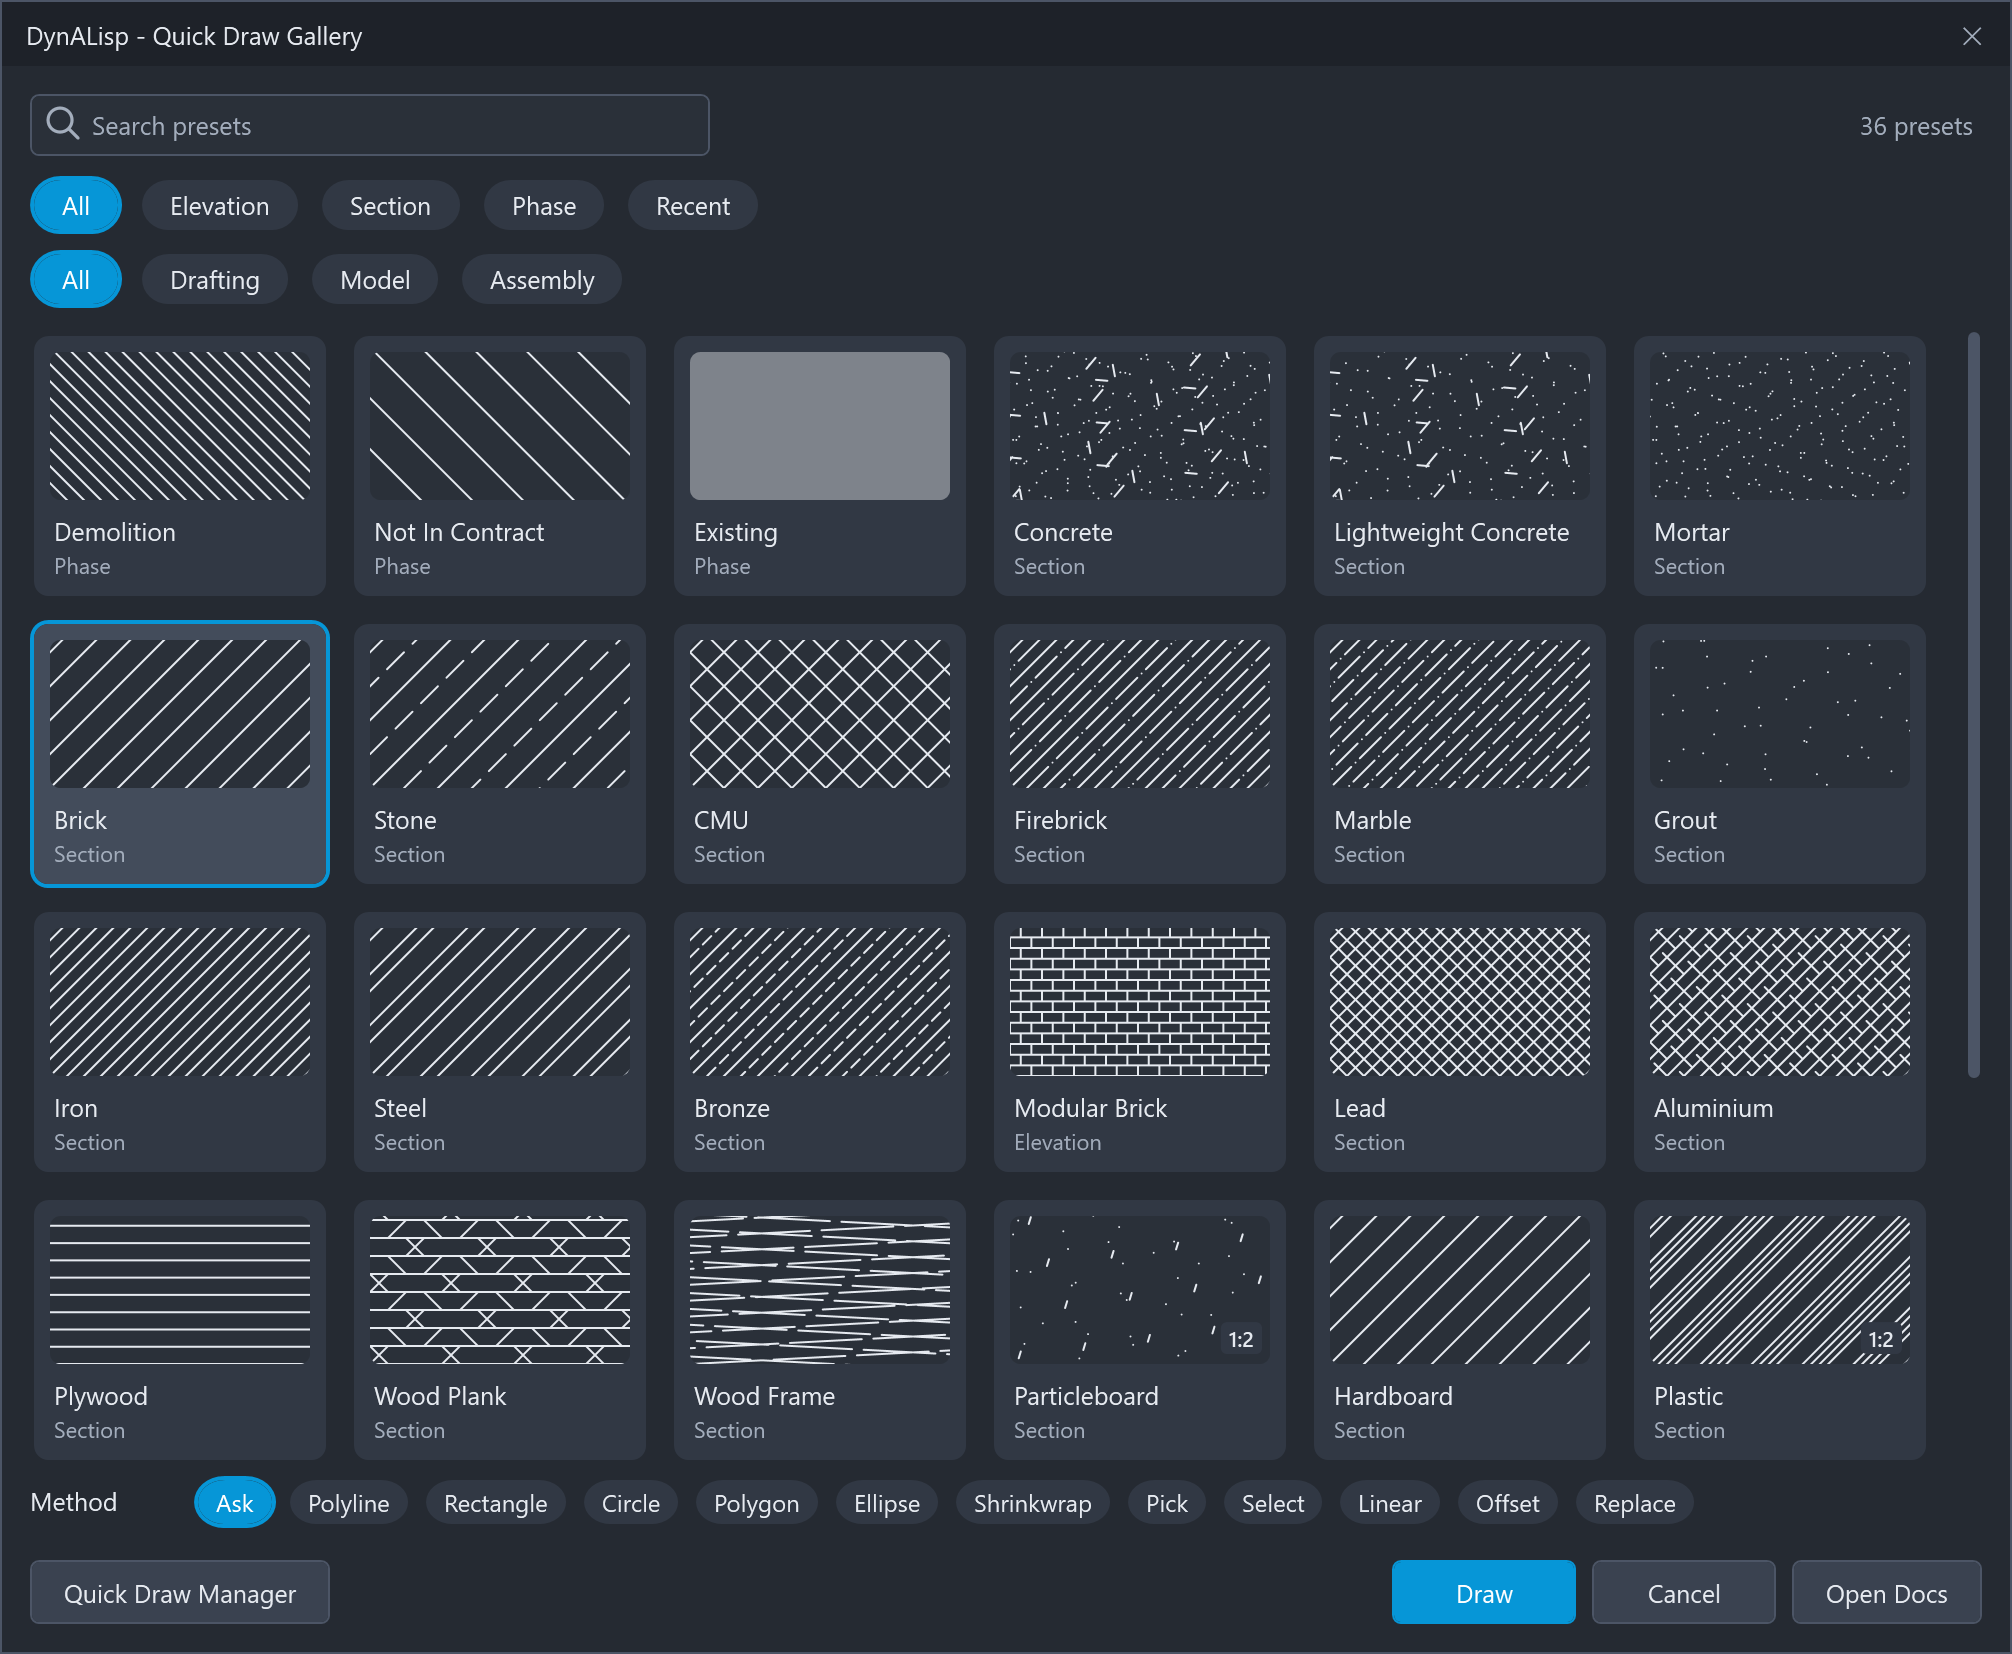 DynALisp - Quick Draw Gallery
Search presets
36 presets
All Elevation Section Phase Recent
All Drafting Model Assembly
Demolition Not In Contract Existing Concrete Lightweight Concrete Mortar
Phase Phase Phase Section Section Section
Brick Stone CMU Firebrick Marble Grout
Section Section Section Section Section Section
Iron Steel Bronze Modular Brick Lead Aluminium
Section Section Section Elevation Section Section
1:2 1:2
Plywood Wood Plank Wood Frame Particleboard Hardboard Plastic
Section Section Section Section Section Section
Method Ask Polyline Rectangle Circle Polygon Ellipse Shrinkwrap Pick Select Linear Offset Replace
Quick Draw Manager Draw Cancel Open Docs